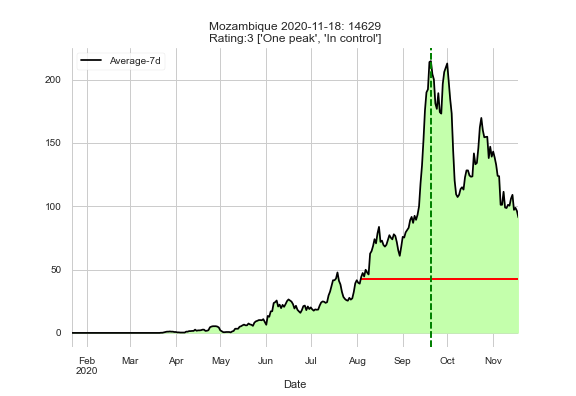 Mozambique 2020-11-18: 14629
Rating:3 ['One peak', 'In control']
Average-7d
200
150
100
50
0
Feb Mar Apr May Jun Jul Aug Sep Oct Nov
2020
Date